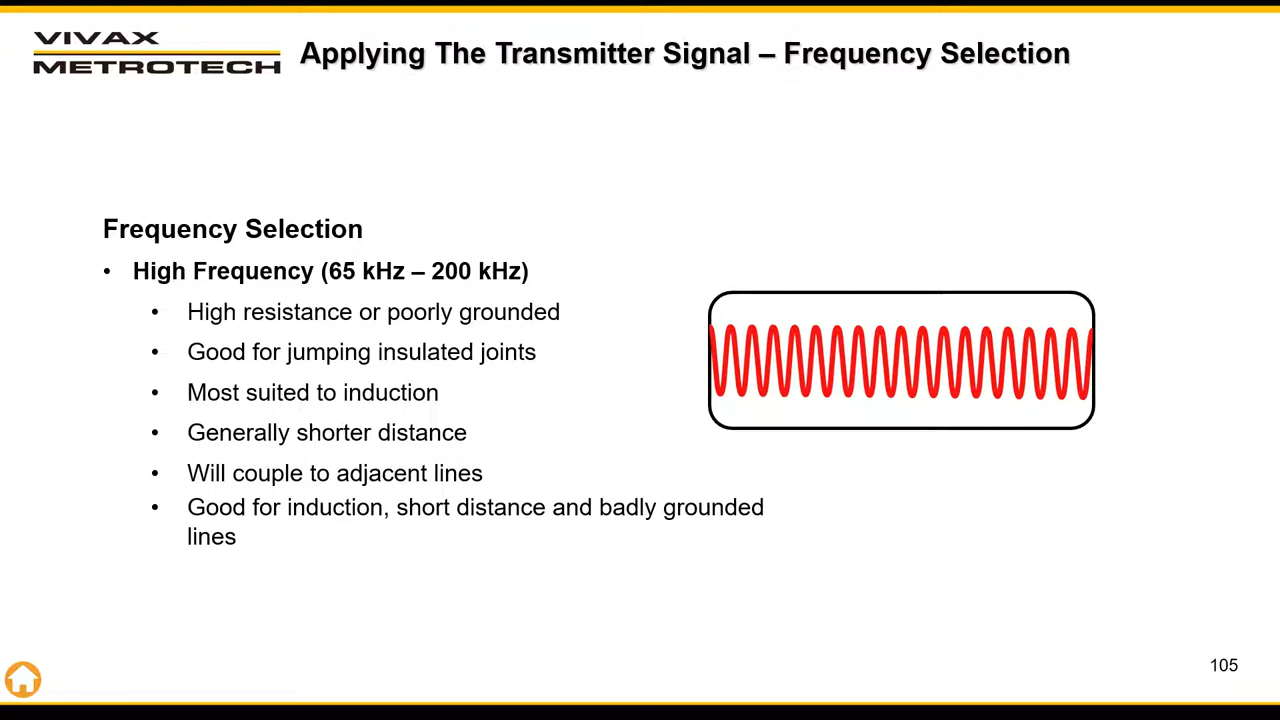 VIVAX
METROTECH
Applying The Transmitter Signal – Frequency Selection
Frequency Selection
• High Frequency (65 kHz – 200 kHz)
• High resistance or poorly grounded
• Good for jumping insulated joints
• Most suited to induction
• Generally shorter distance
• Will couple to adjacent lines
• Good for induction, short distance and badly grounded
lines
105